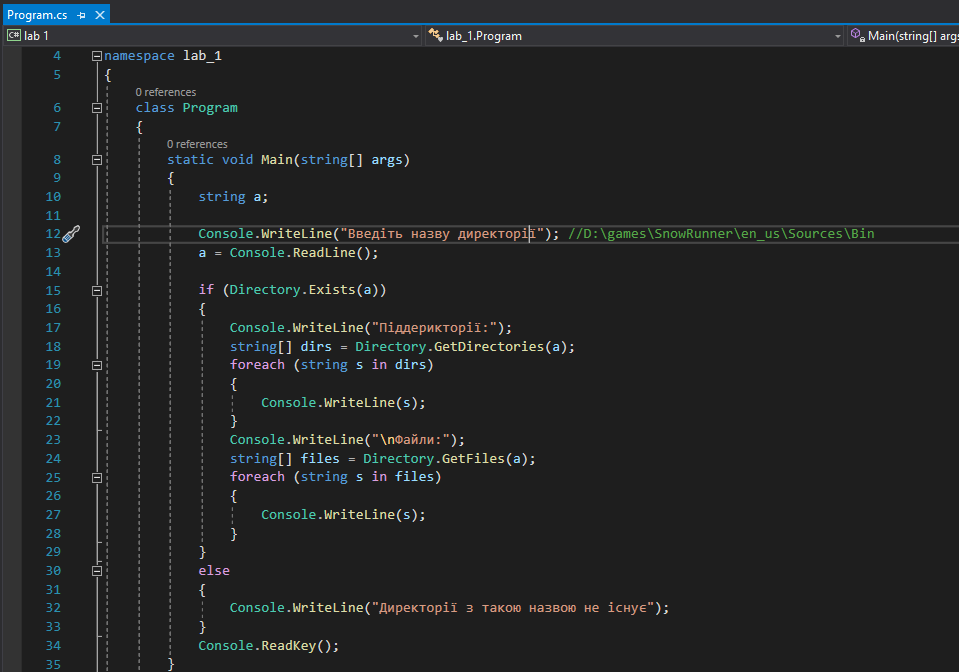 Program.cs
C# lab 1 lab_1.Program Main(string[] args
4 namespace lab_1
5 {
0 references
6 class Program
7 {
0 references
8 static void Main(string[] args)
9 {
10 string a;
11
12 Console.WriteLine("Введіть назву директорії"); //D:\games\SnowRunner\en_us\Sources\Bin
13 a = Console.ReadLine();
14
15 if (Directory.Exists(a))
16 {
17 Console.WriteLine("Піддерикторії:");
18 string[] dirs = Directory.GetDirectories(a);
19 foreach (string s in dirs)
20 {
21 Console.WriteLine(s);
22 }
23 Console.WriteLine("\nФайли:");
24 string[] files = Directory.GetFiles(a);
25 foreach (string s in files)
26 {
27 Console.WriteLine(s);
28 }
29 }
30 else
31 {
32 Console.WriteLine("Директорії з такою назвою не існує");
33 }
34 Console.ReadKey();
35 }